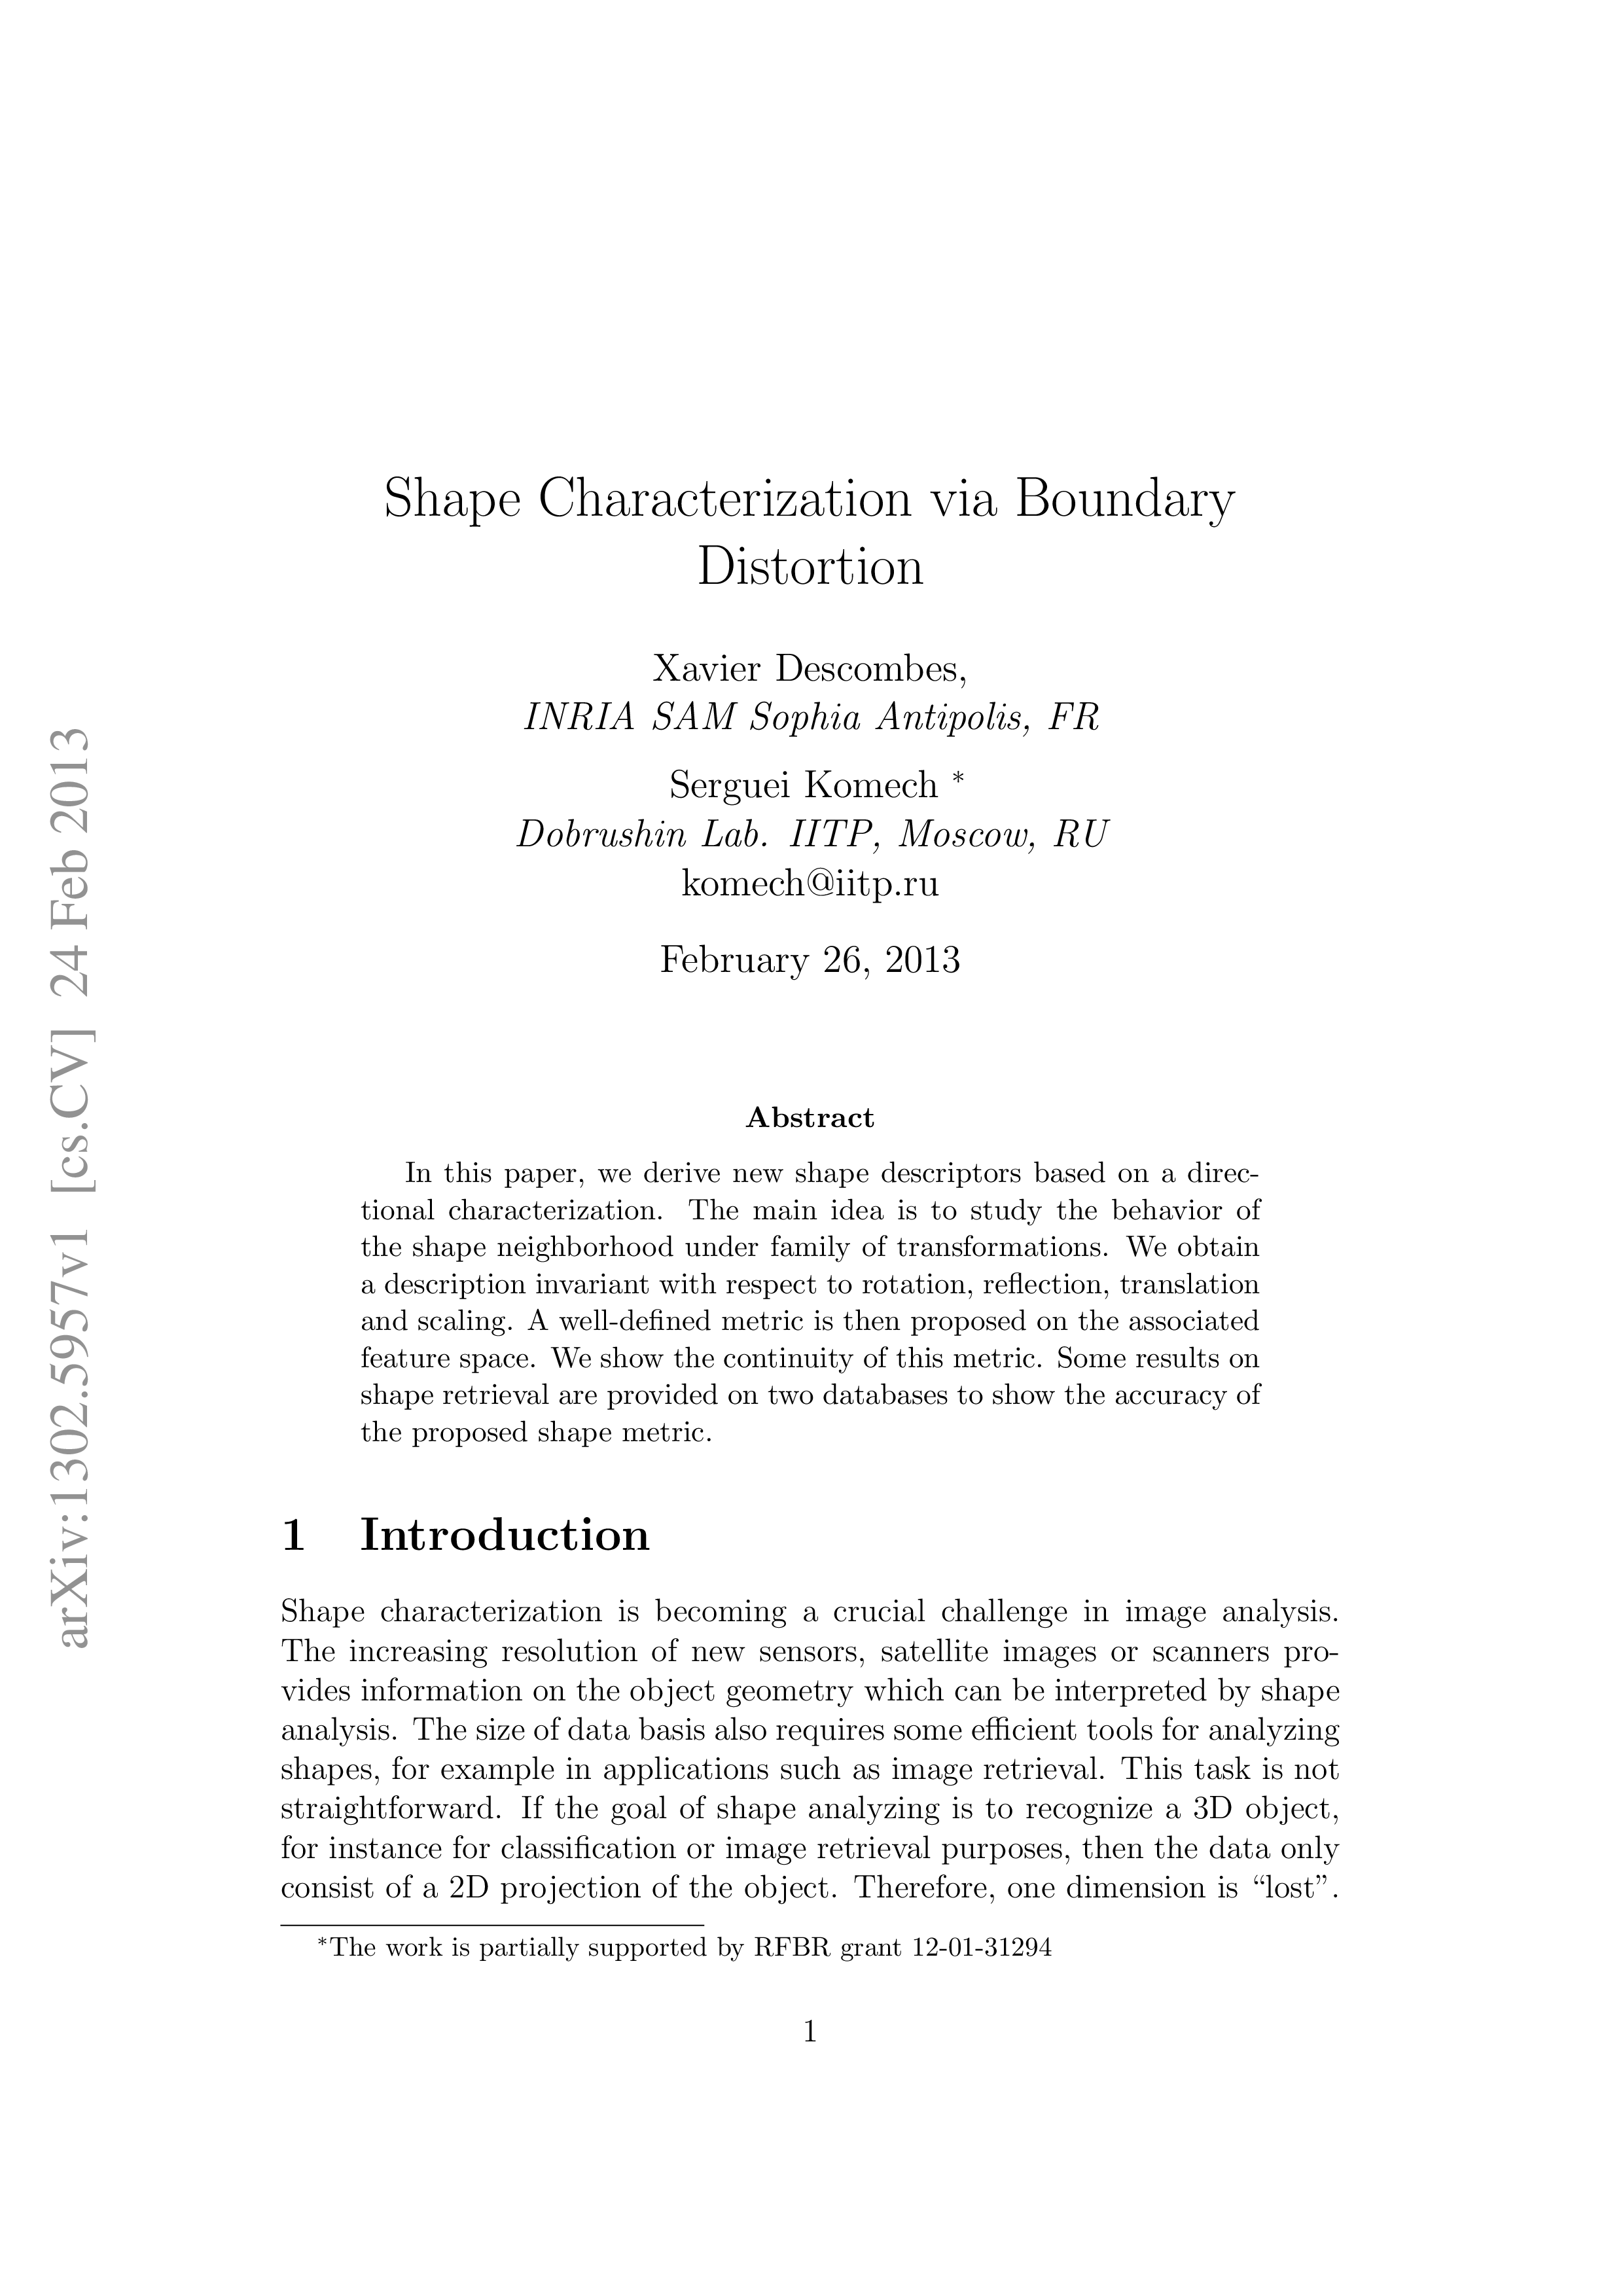 Shape Characterization via Boundary
Distortion
Xavier Descombes,
INRIA SAM Sophia Antipolis, FR
Serguei Komech *
Dobrushin Lab. IITP, Moscow, RU
komech@iitp.ru
February 26, 2013
Abstract
In this paper, we derive new shape descriptors based on a direc-
tional characterization. The main idea is to study the behavior of
the shape neighborhood under family of transformations. We obtain
a description invariant with respect to rotation, reflection, translation
and scaling. A well-defined metric is then proposed on the associated
feature space. We show the continuity of this metric. Some results on
shape retrieval are provided on two databases to show the accuracy of
the proposed shape metric.
1 Introduction
Shape characterization is becoming a crucial challenge in image analysis.
The increasing resolution of new sensors, satellite images or scanners pro-
vides information on the object geometry which can be interpreted by shape
analysis. The size of data basis also requires some efficient tools for analyzing
shapes, for example in applications such as image retrieval. This task is not
straightforward. If the goal of shape analyzing is to recognize a 3D object,
for instance for classification or image retrieval purposes, then the data only
consist of a 2D projection of the object. Therefore, one dimension is “lost”.
*The work is partially supported by RFBR grant 12-01-31294
1
arXiv:1302.5957v1 [cs.CV] 24 Feb 2013